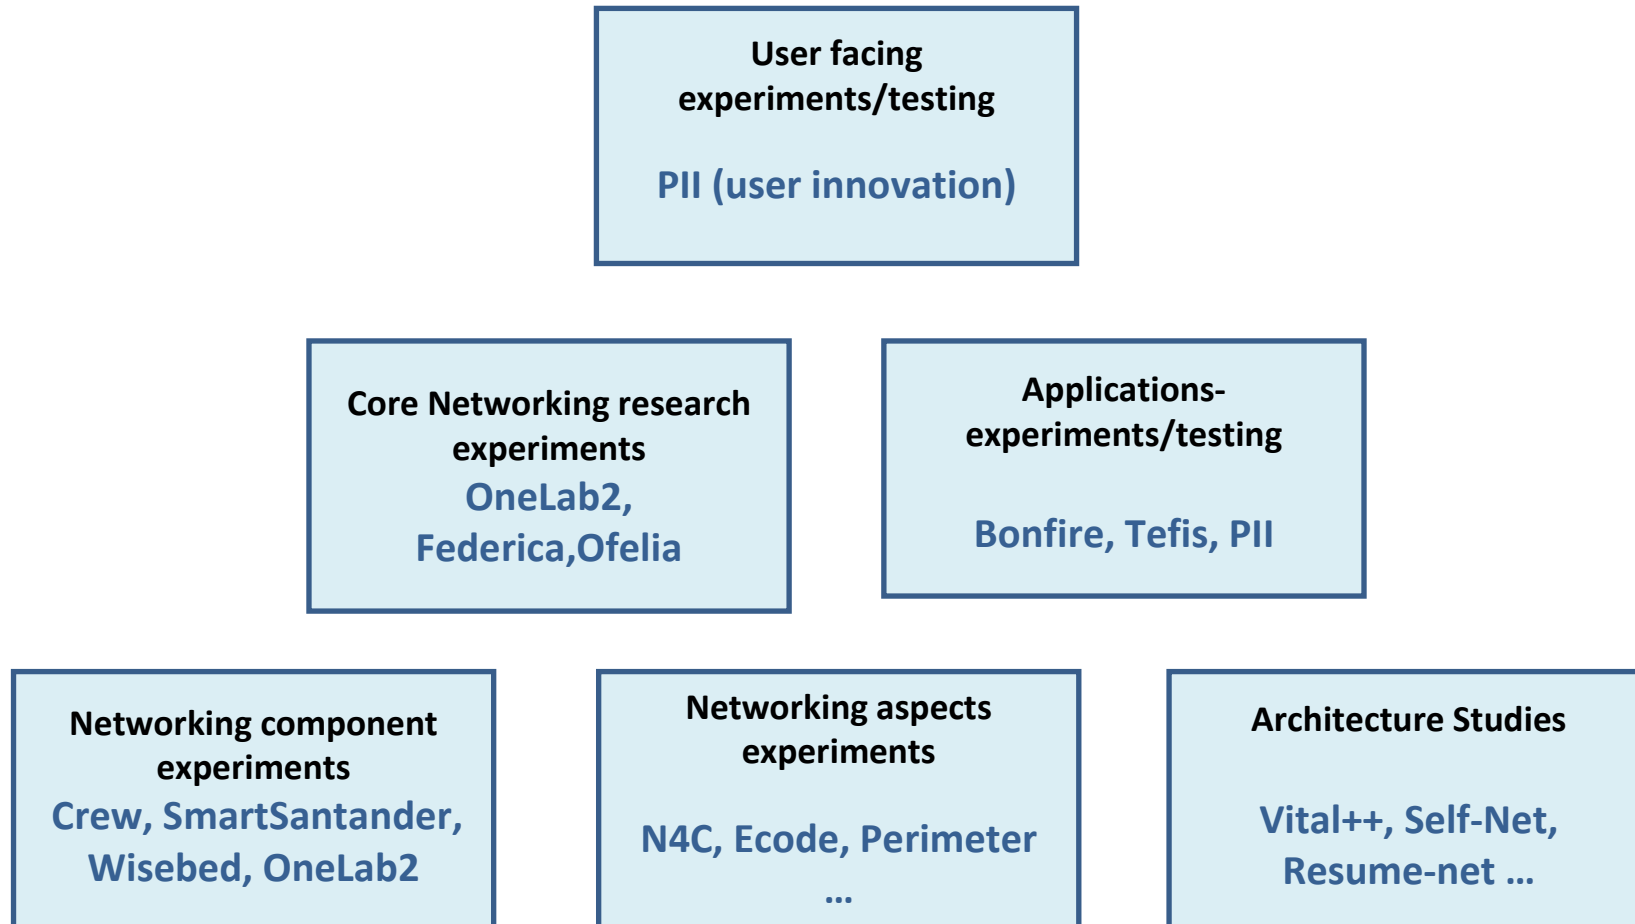 User facing
experiments/testing
PII (user innovation)
Core Networking research
experiments
OneLab2,
Federica,Ofelia
Applications-
experiments/testing
Bonfire, Tefis, PII
Networking component
experiments
Crew, SmartSantander,
Wisebed, OneLab2
Networking aspects
experiments
N4C, Ecode, Perimeter
...
Architecture Studies
Vital++, Self-Net,
Resume-net ...